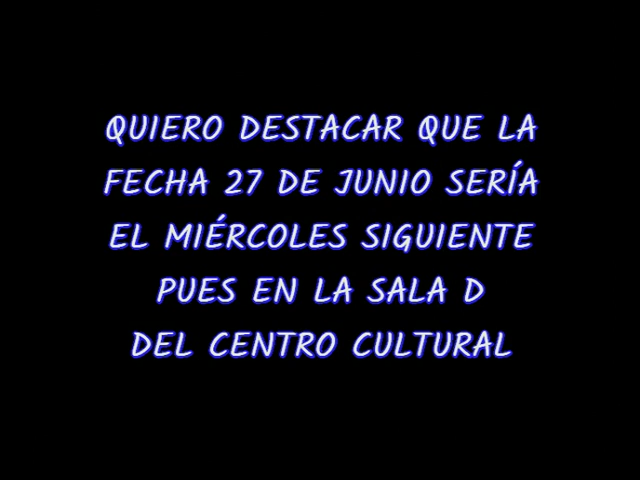 QUIERO DESTACAR QUE LA
FECHA 27 DE JUNIO SERÍA
EL MIÉRCOLES SIGUIENTE
PUES EN LA SALA D
DEL CENTRO CULTURAL